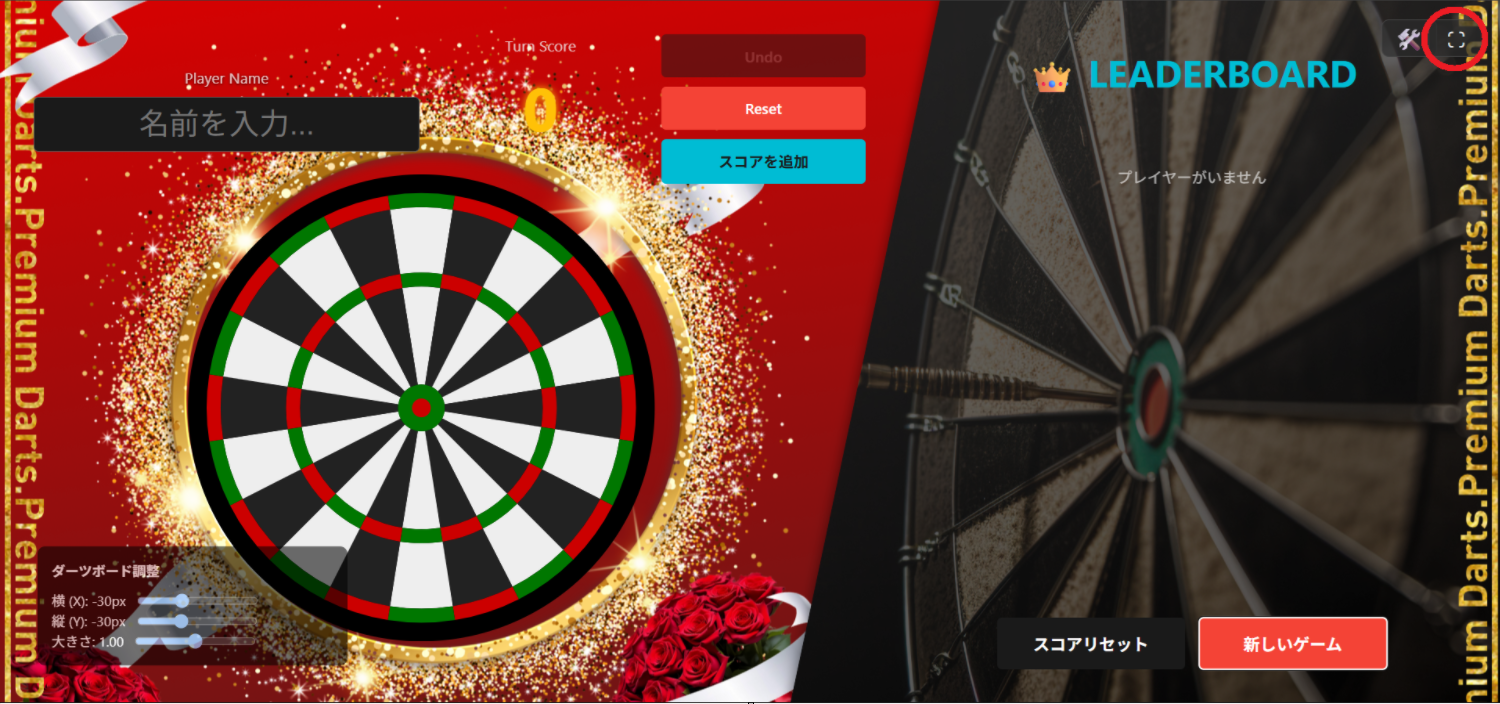 Player Name
名前を入力...
Turn Score
0
Undo
Reset
スコアを追加
LEADERBOARD
プレイヤーがいません
ダーツボード調整
横 (X): -30px
縦 (Y): -30px
大きさ: 1.00
スコアリセット
新しいゲーム
Darts.Premium Darts.Premium D
Premium Darts.Premium Darts.Premium